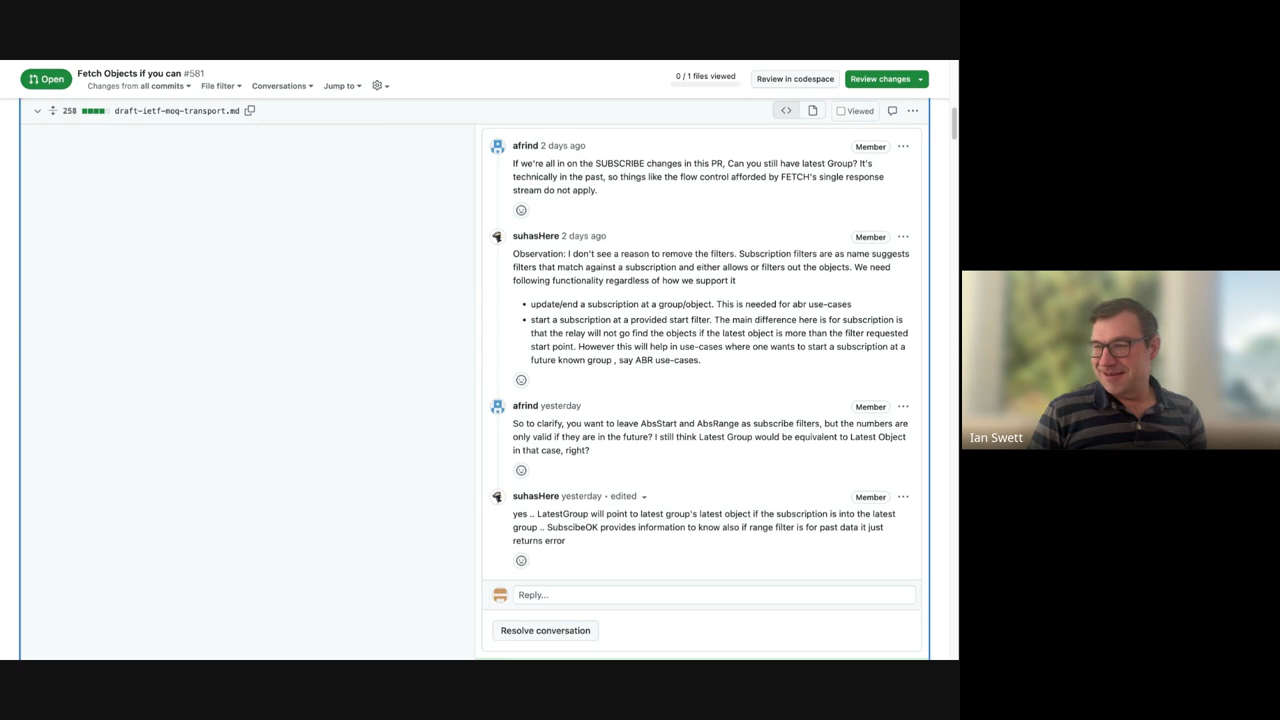 Open
Fetch Objects if you can #581
Changes from all commits
File filter
Conversations
Jump to
0 / 1 files viewed
Review in codespace
Review changes
258
draft-ietf-moq-transport.md
Viewed
afrind 2 days ago
Member
If we're all in on the SUBSCRIBE changes in this PR, Can you still have latest Group? It's
technically in the past, so things like the flow control afforded by FETCH's single response
stream do not apply.
suhasHere 2 days ago
Member
Observation: I don't see a reason to remove the filters. Subscription filters are as name suggests
filters that match against a subscription and either allows or filters out the objects. We need
following functionality regardless of how we support it
• update/end a subscription at a group/object. This is needed for abr use-cases
• start a subscription at a provided start filter. The main difference here is for subscription is
that the relay will not go find the objects if the latest object is more than the filter requested
start point. However this will help in use-cases where one wants to start a subscription at a
future known group , say ABR use-cases.
afrind yesterday
Member
So to clarify, you want to leave AbsStart and AbsRange as subscribe filters, but the numbers are
only valid if they are in the future? I still think Latest Group would be equivalent to Latest Object
in that case, right?
suhasHere yesterday • edited
Member
yes .. LatestGroup will point to latest group's latest object if the subscription is into the latest
group .. SubscibeOK provides information to know also if range filter is for past data it just
returns error
Reply...
Resolve conversation
Ian Swett